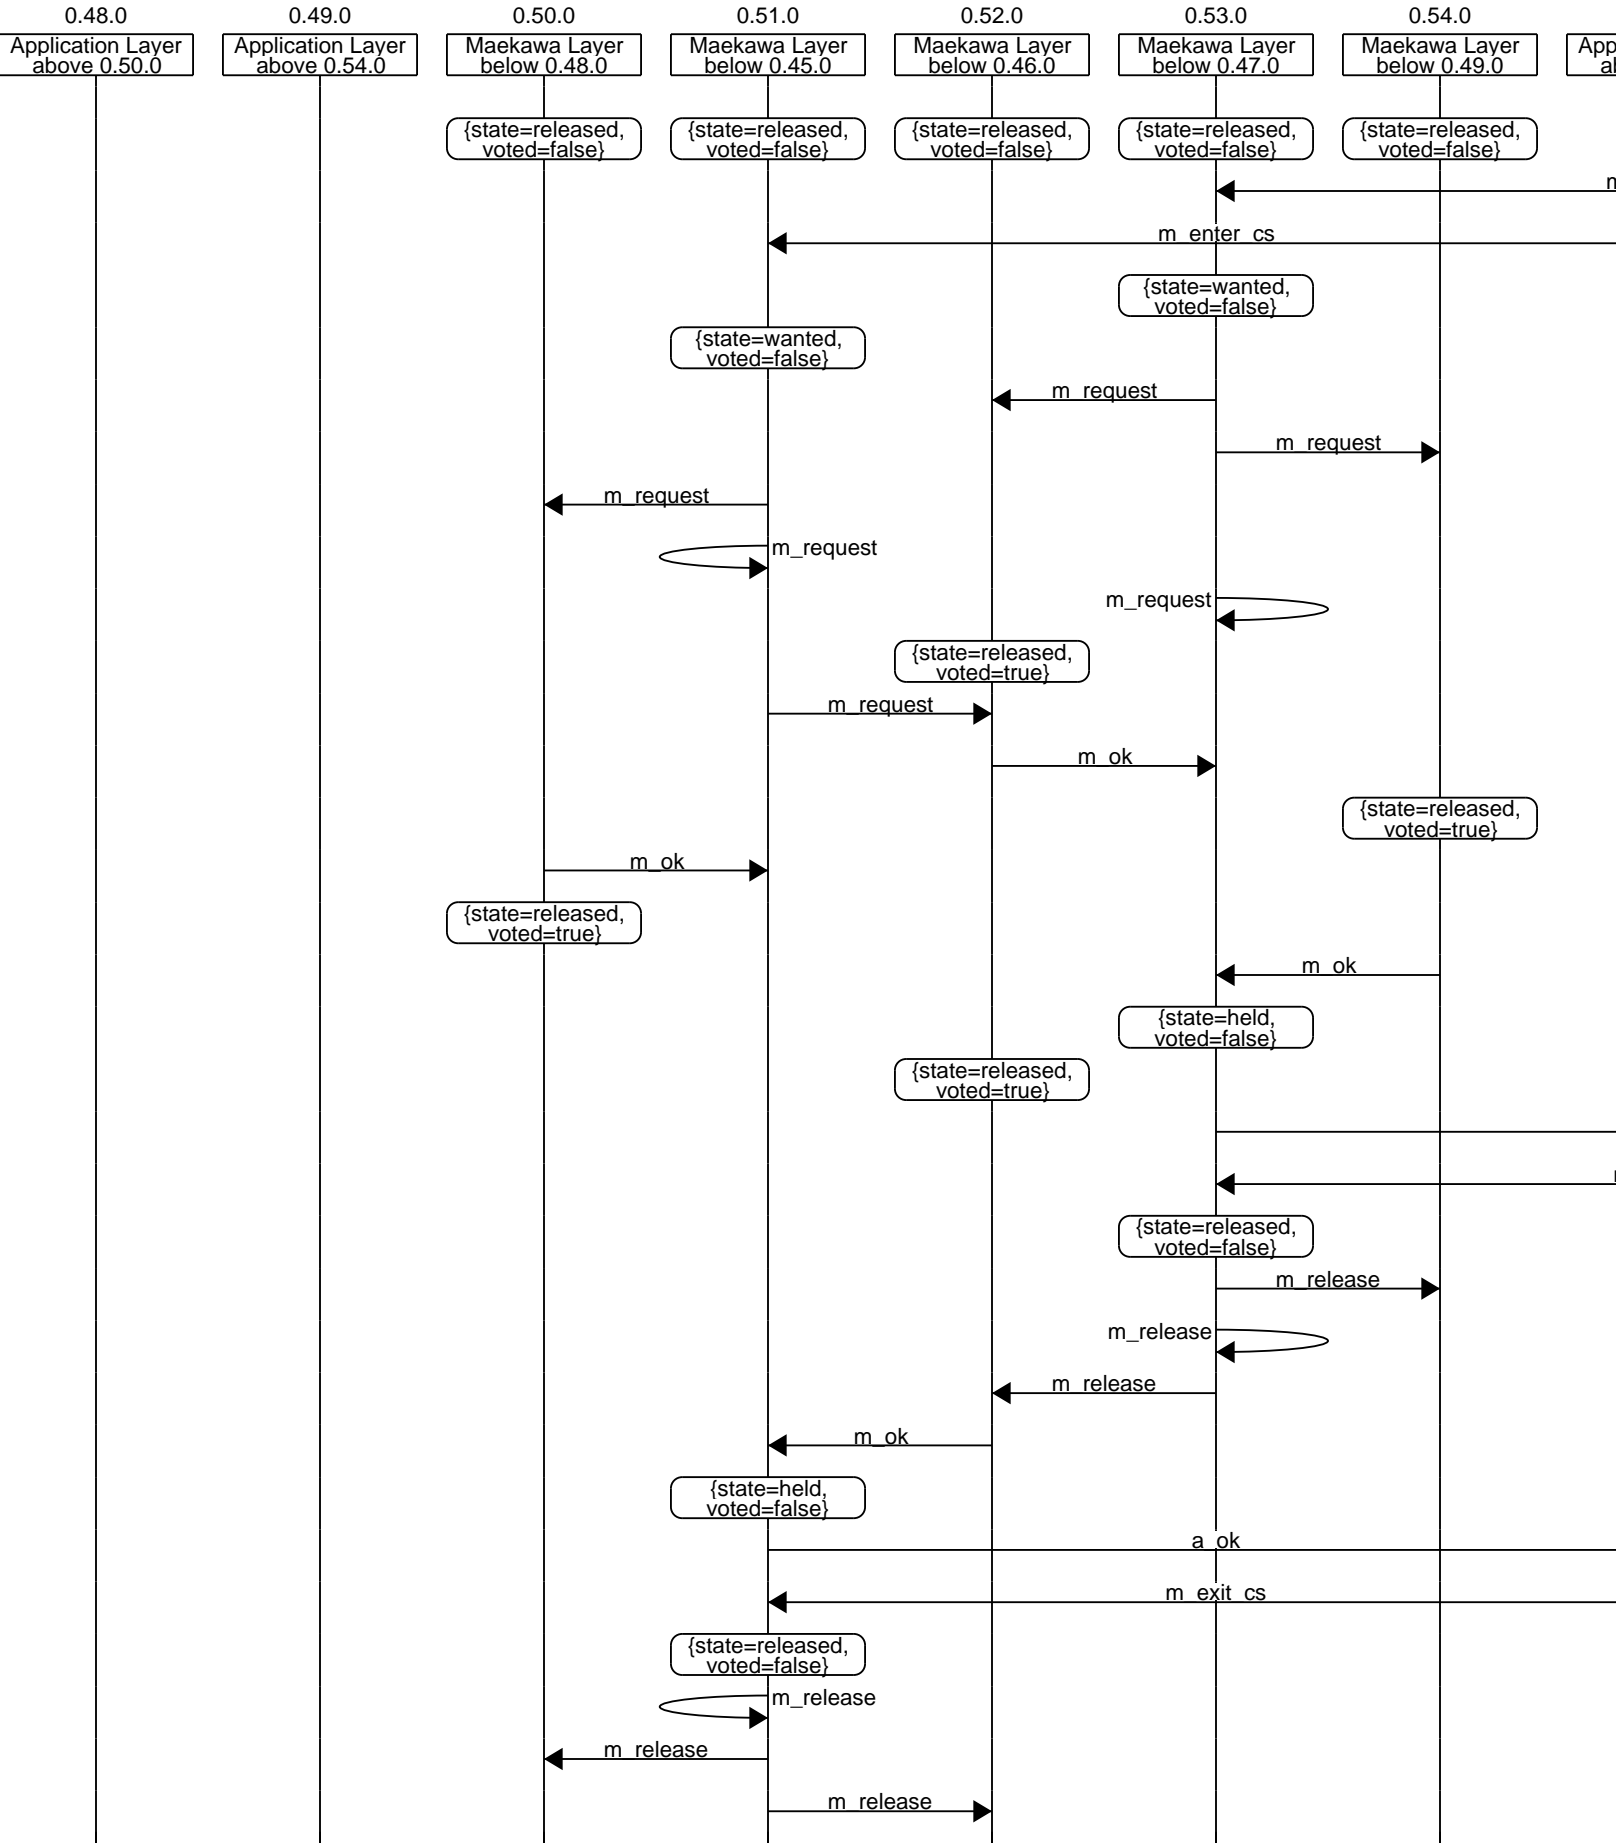 0.48.0 0.49.0 0.50.0 0.51.0 0.52.0 0.53.0 0.54.0
Application Layer Application Layer Maekawa Layer Maekawa Layer Maekawa Layer Maekawa Layer Maekawa Layer
above 0.50.0 above 0.54.0 below 0.48.0 below 0.45.0 below 0.46.0 below 0.47.0 below 0.49.0
{state=released, {state=released, {state=released, {state=released, {state=released,
voted=false} voted=false} voted=false} voted=false} voted=false}
m_enter_cs
{state=wanted,
voted=false}
{state=wanted,
voted=false}
m_request
m_request
m_request
m_request
m_request
{state=released,
voted=true}
m_request
m_ok
{state=released,
voted=true}
m_ok
{state=released,
voted=true}
m_ok
{state=held,
voted=false}
{state=released,
voted=true}
{state=released,
voted=false}
m_release
m_release
m_release
m_ok
{state=held,
voted=false}
a_ok
m_exit_cs
{state=released,
voted=false}
m_release
m_release
m_release